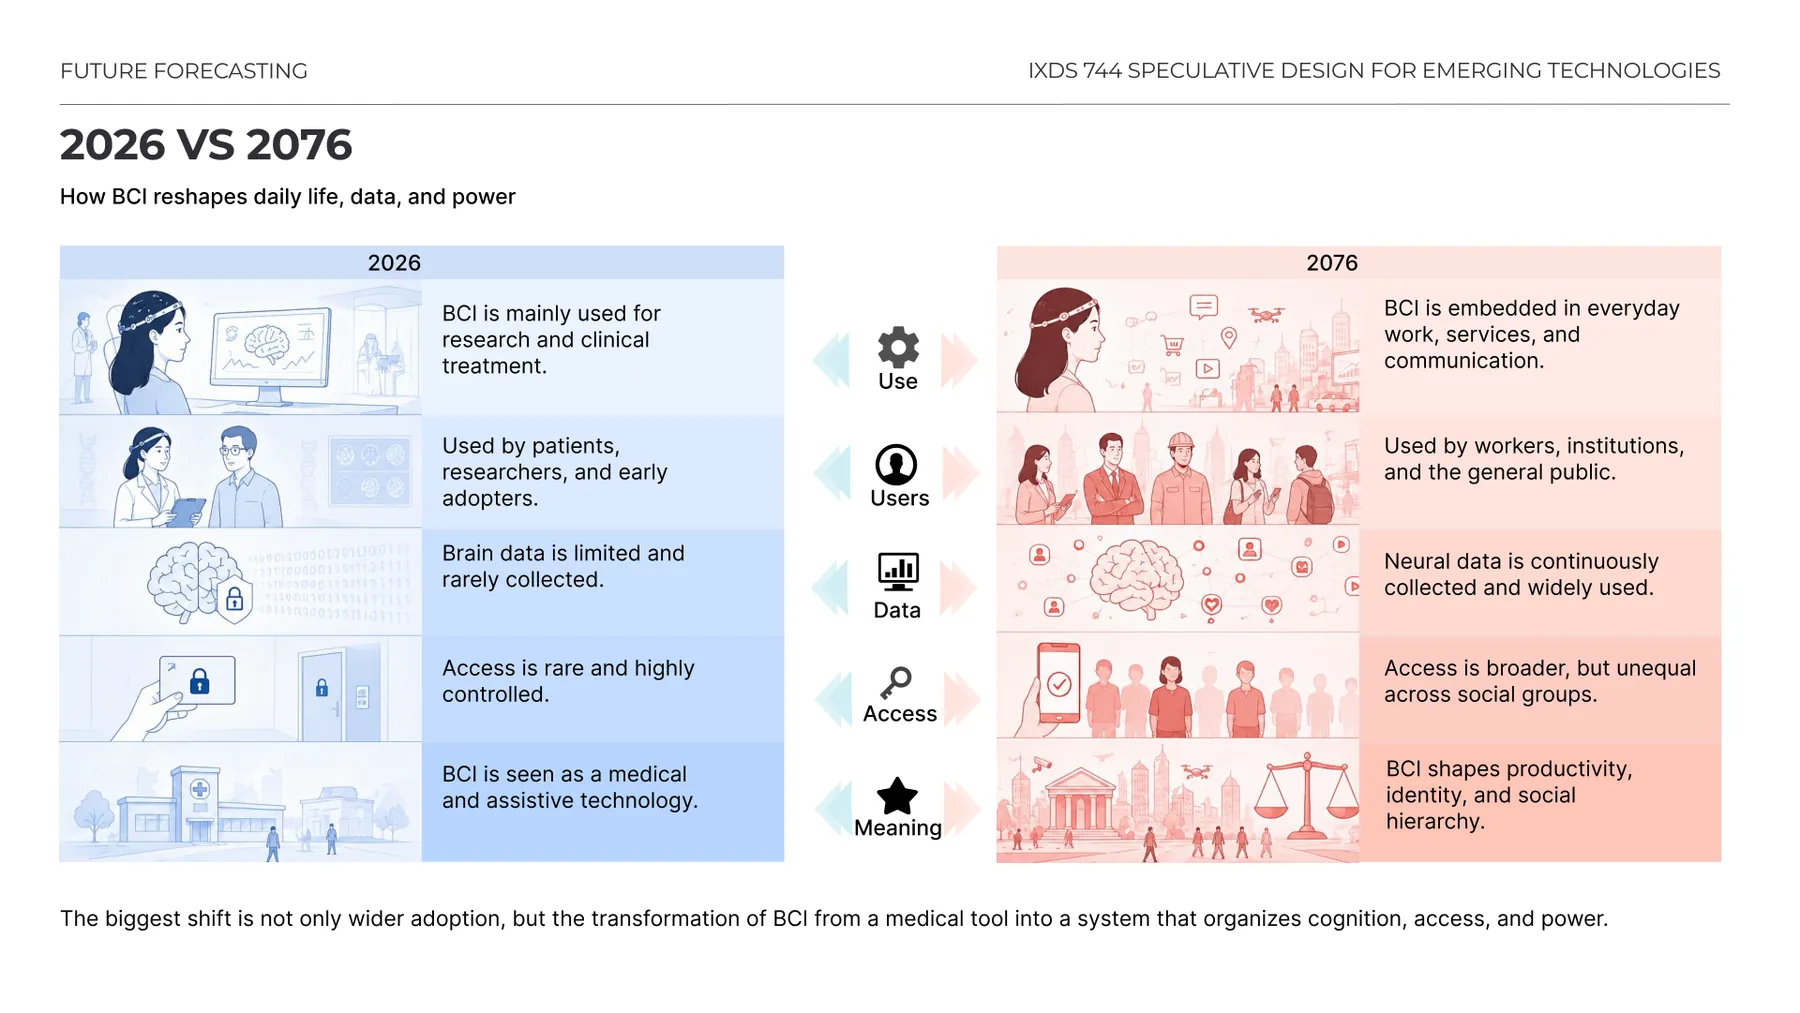 FUTURE FORECASTING
IXDS 744 SPECULATIVE DESIGN FOR EMERGING TECHNOLOGIES
2026 VS 2076
How BCI reshapes daily life, data, and power
2026
BCI is mainly used for
research and clinical
treatment.
Used by patients,
researchers, and early
adopters.
Brain data is limited and
rarely collected.
Access is rare and highly
controlled.
BCI is seen as a medical
and assistive technology.
Use
Users
Data
Access
Meaning
2076
BCI is embedded in everyday
work, services, and
communication.
Used by workers, institutions,
and the general public.
Neural data is continuously
collected and widely used.
Access is broader, but unequal
across social groups.
BCI shapes productivity,
identity, and social
hierarchy.
The biggest shift is not only wider adoption, but the transformation of BCI from a medical tool into a system that organizes cognition, access, and power.